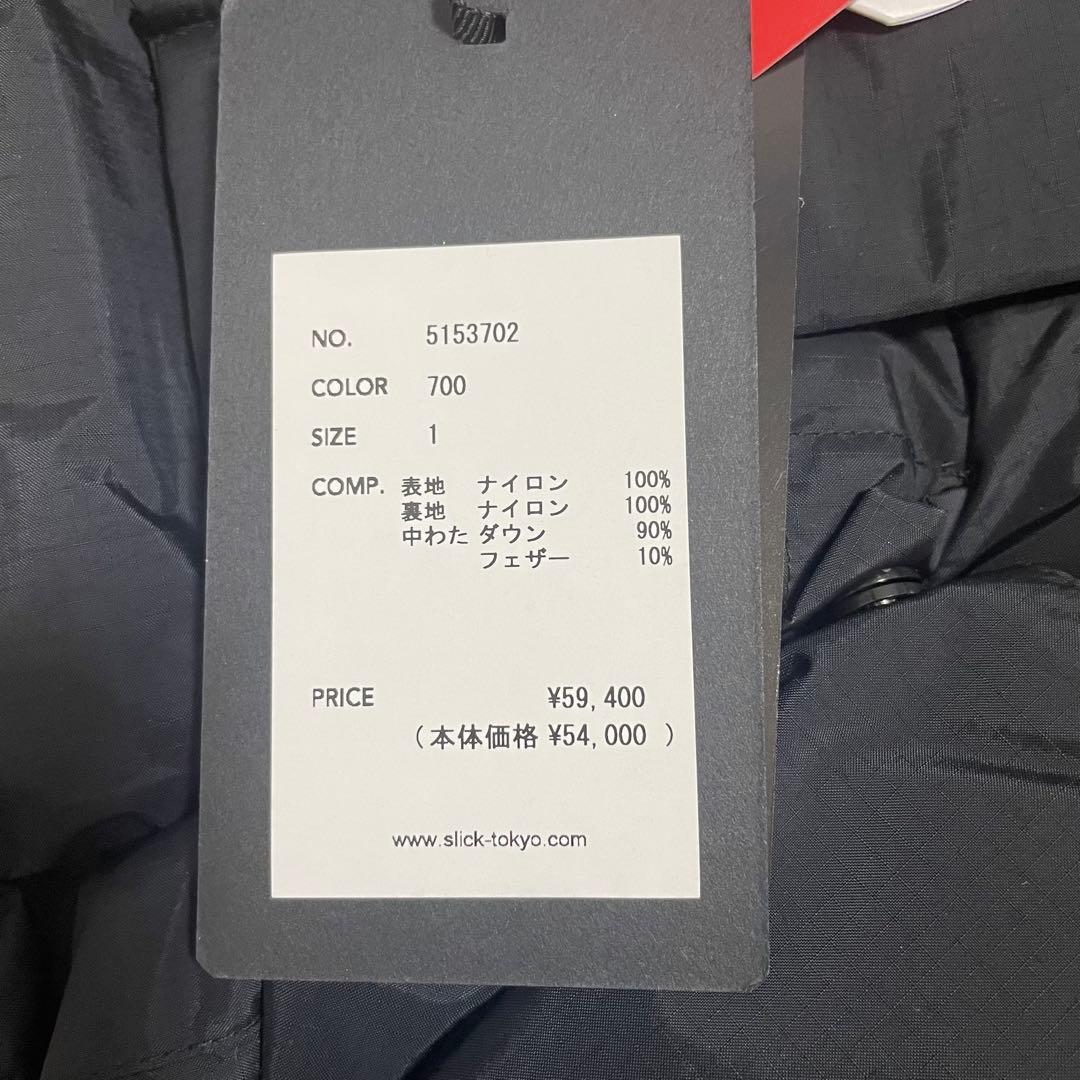 NO. 5153702
COLOR 700
SIZE 1
COMP. 表地 ナイロン 100%
裏地 ナイロン 100%
中わた ダウン 90%
フェザー 10%
PRICE ¥59,400
(本体価格 ¥54,000 )
www.slick-tokyo.com